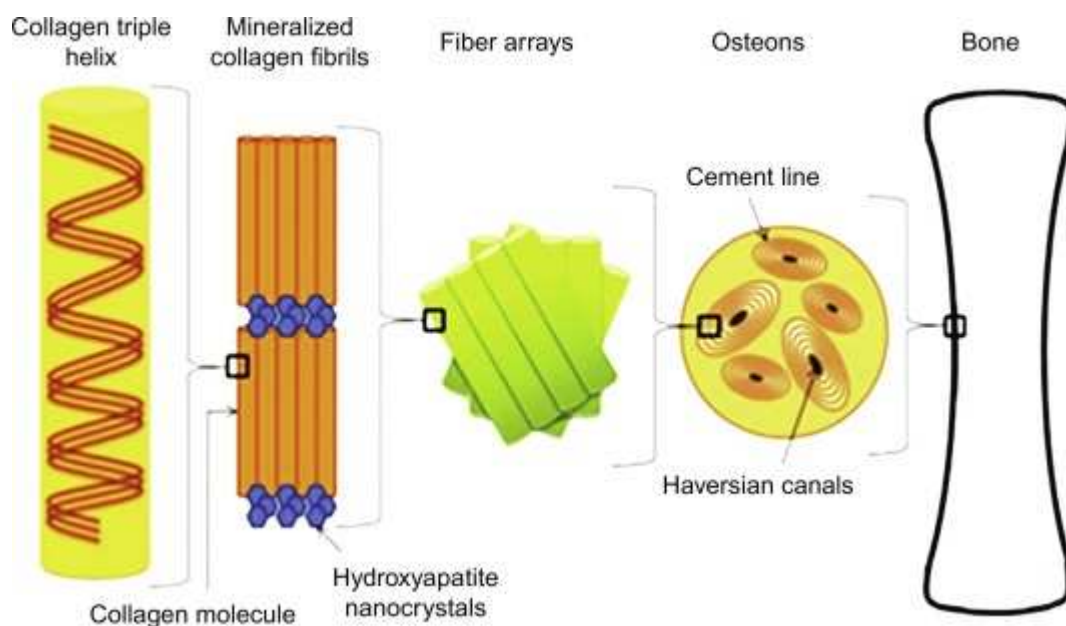 Collagen triple
helix
Mineralized
collagen fibrils
Fiber arrays
Osteons
Bone
Cement line
Haversian canals
Hydroxyapatite
nanocrystals
Collagen molecule